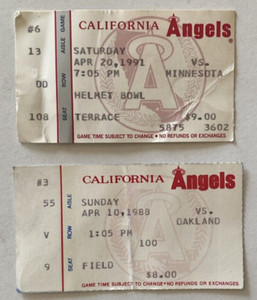 #6
GAME
CALIFORNIA Angels
13
AISLE
SATURDAY
APR 20, 1991 VS.
7:05 PM MINNESOTA
DD
ROW
HELMET BOWL
108
SEAT
TERRACE $9.00
5875 3602
GAME TIME SUBJECT TO CHANGE • NO REFUNDS OR EXCHANGES
#3
GAME
CALIFORNIA Angels
55
AISLE
SUNDAY
APR 10, 1988 VS.
OAKLAND
V
ROW
1:05 PM
100
9
SEAT
FIELD
$8.00
GAME TIME SUBJECT TO CHANGE • NO REFUNDS OR EXCHANGES